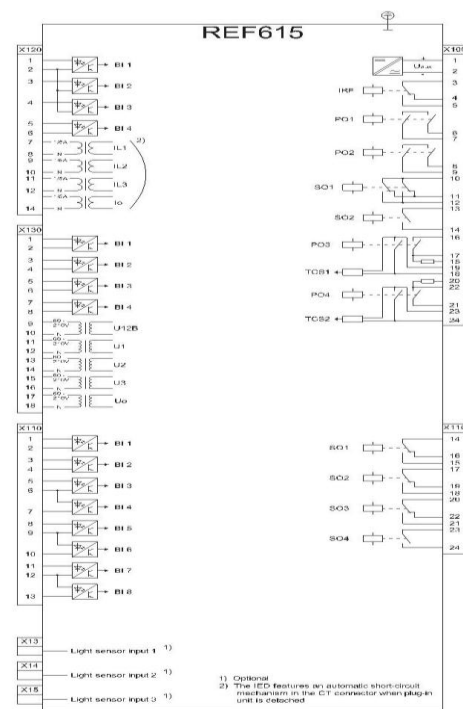 REF615
X120
1
2
3
4
5
6
7
8
9
10
11
12
14
BI 1
BI 2
BI 3
BI 4
IL1
2)
IL2
IL3
Io
N
N
N
N
X130
1
2
3
4
5
6
7
8
9
10
11
12
13
14
15
16
17
18
BI 1
BI 2
BI 3
BI 4
U12B
U1
U2
U3
Uo
X110
1
2
3
4
5
6
7
8
9
10
11
12
13
BI 1
BI 2
BI 3
BI 4
BI 5
BI 6
BI 7
BI 8
X13
Light sensor input 1 1)
X14
Light sensor input 2 1)
X15
Light sensor input 3 1)
X100
1
2
3
4
5
6
7
8
9
10
11
12
13
14
16
17
15
19
18
20
22
21
23
24
IRF
PO1
PO2
SO1
SO2
PO3
TCS1
PO4
TCS2
X110
14
16
15
17
19
18
20
22
21
23
24
SO1
SO2
SO3
SO4
1) Optional
2) The IED features an automatic short-circuit
mechanism in the CT connector when plug-in
unit is detached